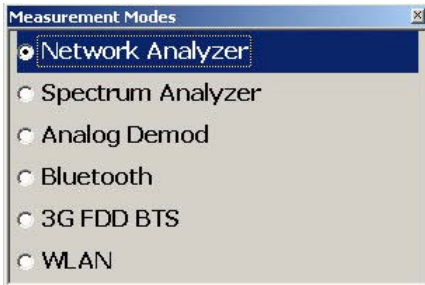 Measurement Modes
Network Analyzer
Spectrum Analyzer
Analog Demod
Bluetooth
3G FDD BTS
WLAN